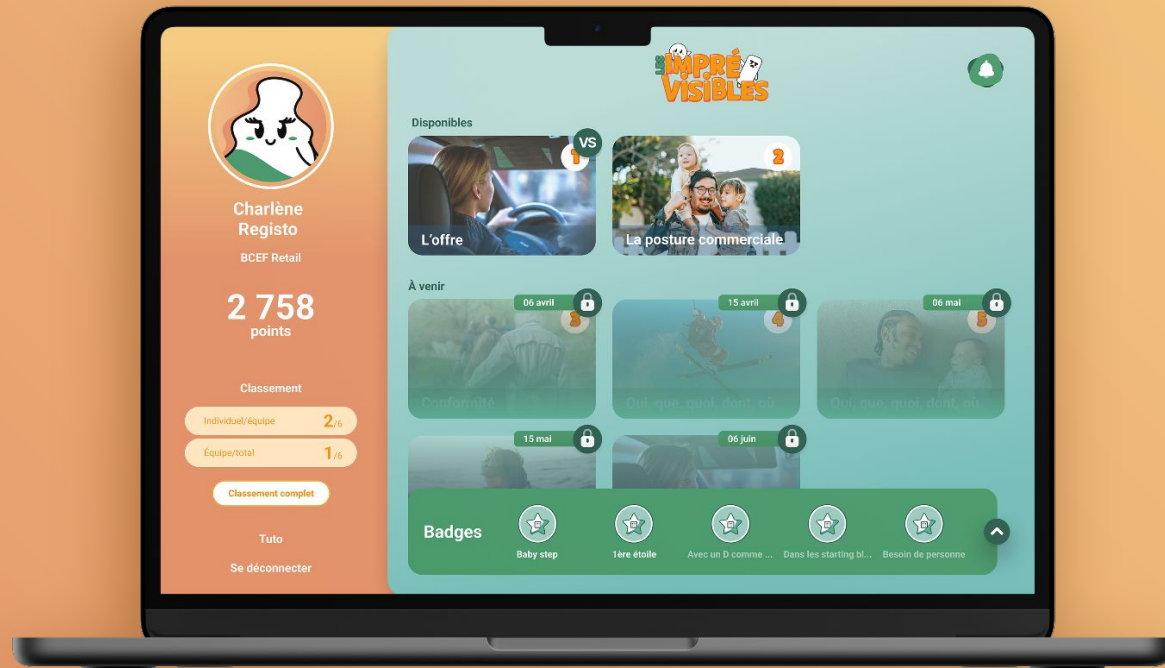 Charlène
Registo
BCEF Retail
2 758
points
Classement
Individuel/équipe 2/6
Équipe/total 1/6
Classement complet
Tuto
Se déconnecter
LES
IMPRÉ
VISIBLES
Disponibles
1
VS
L'offre
2
La posture commerciale
À venir
06 avril
3
Conformité
15 avril
4
Oui, que, quoi, dont, où
06 mai
5
Oui, que, quoi, dont, où
15 mai
06 juin
Badges
Baby step
1ère étoile
Avec un D comme ...
Dans les starting bl...
Besoin de personne